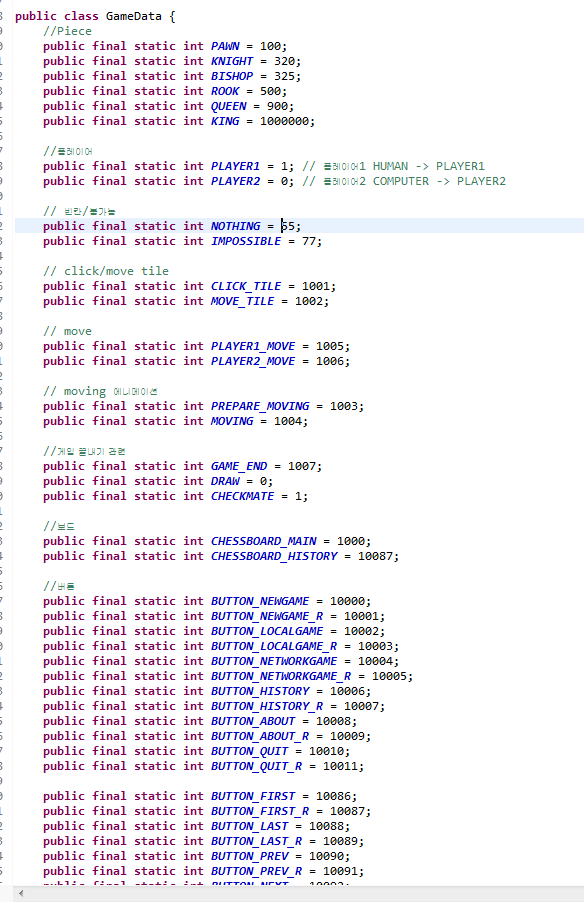 public class GameData {
//Piece
public final static int PAWN = 100;
public final static int KNIGHT = 320;
public final static int BISHOP = 325;
public final static int ROOK = 500;
public final static int QUEEN = 900;
public final static int KING = 1000000;
//플레이어
public final static int PLAYER1 = 1; // 플레이어1 HUMAN -> PLAYER1
public final static int PLAYER2 = 0; // 플레이어2 COMPUTER -> PLAYER2
// 빈칸/불가능
public final static int NOTHING = 55;
public final static int IMPOSSIBLE = 77;
// click/move tile
public final static int CLICK_TILE = 1001;
public final static int MOVE_TILE = 1002;
// move
public final static int PLAYER1_MOVE = 1005;
public final static int PLAYER2_MOVE = 1006;
// moving 에니메이션
public final static int PREPARE_MOVING = 1003;
public final static int MOVING = 1004;
//게임 끝내기 관련
public final static int GAME_END = 1007;
public final static int DRAW = 0;
public final static int CHECKMATE = 1;
//보드
public final static int CHESSBOARD_MAIN = 1000;
public final static int CHESSBOARD_HISTORY = 10087;
//버튼
public final static int BUTTON_NEWGAME = 10000;
public final static int BUTTON_NEWGAME_R = 10001;
public final static int BUTTON_LOCALGAME = 10002;
public final static int BUTTON_LOCALGAME_R = 10003;
public final static int BUTTON_NETWORKGAME = 10004;
public final static int BUTTON_NETWORKGAME_R = 10005;
public final static int BUTTON_HISTORY = 10006;
public final static int BUTTON_HISTORY_R = 10007;
public final static int BUTTON_ABOUT = 10008;
public final static int BUTTON_ABOUT_R = 10009;
public final static int BUTTON_QUIT = 10010;
public final static int BUTTON_QUIT_R = 10011;
public final static int BUTTON_FIRST = 10086;
public final static int BUTTON_FIRST_R = 10087;
public final static int BUTTON_LAST = 10088;
public final static int BUTTON_LAST_R = 10089;
public final static int BUTTON_PREV = 10090;
public final static int BUTTON_PREV_R = 10091;